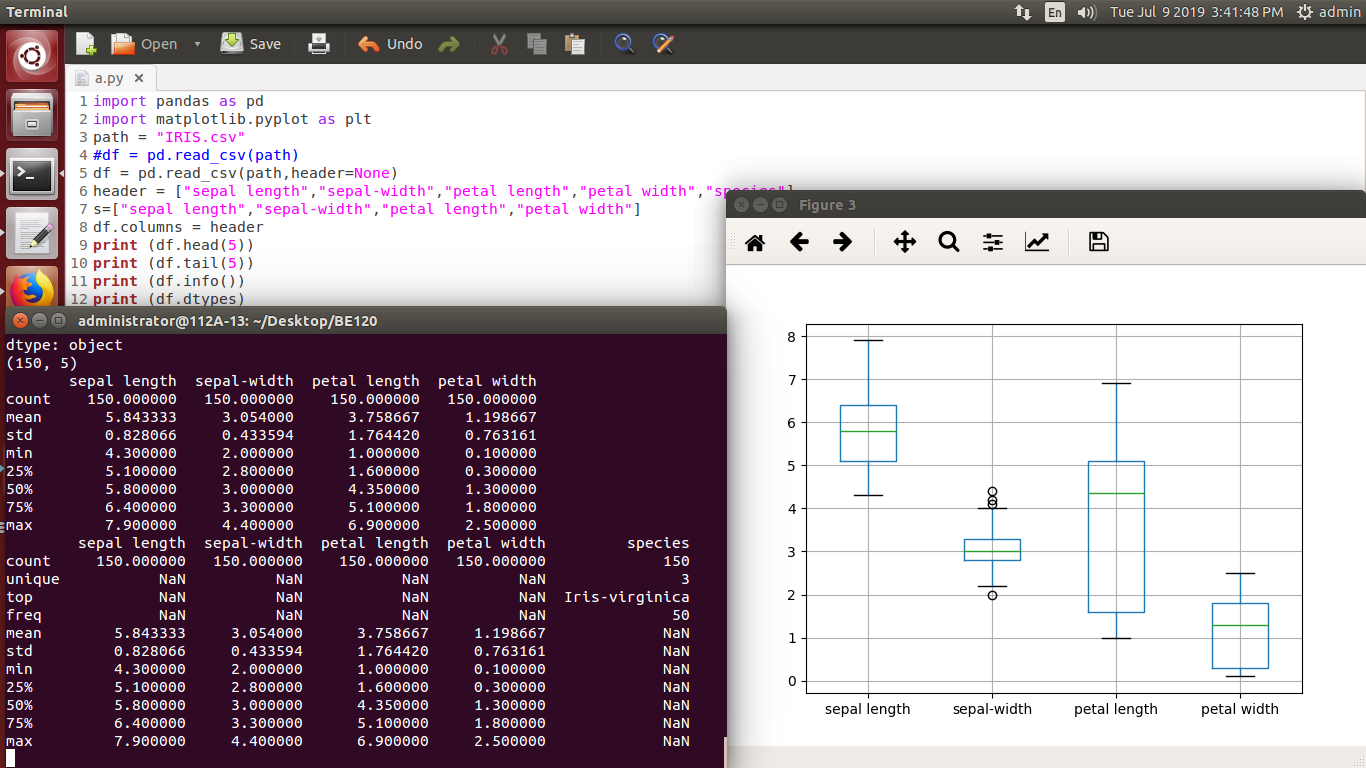 Terminal
En
Tue Jul 9 2019 3:41:48 PM
admin
Open
Save
Undo
a.py
1 import pandas as pd
2 import matplotlib.pyplot as plt
3 path = "IRIS.csv"
4 #df = pd.read_csv(path)
5 df = pd.read_csv(path,header=None)
6 header = ["sepal length","sepal-width","petal length","petal width","species"]
7 s=["sepal length","sepal-width","petal length","petal width"]
8 df.columns = header
9 print (df.head(5))
10 print (df.tail(5))
11 print (df.info())
12 print (df.dtypes)
administrator@112A-13: ~/Desktop/BE120
dtype: object
(150, 5)
sepal length sepal-width petal length petal width
count 150.000000 150.000000 150.000000 150.000000
mean 5.843333 3.054000 3.758667 1.198667
std 0.828066 0.433594 1.764420 0.763161
min 4.300000 2.000000 1.000000 0.100000
25% 5.100000 2.800000 1.600000 0.300000
50% 5.800000 3.000000 4.350000 1.300000
75% 6.400000 3.300000 5.100000 1.800000
max 7.900000 4.400000 6.900000 2.500000
sepal length sepal-width petal length petal width species
count 150.000000 150.000000 150.000000 150.000000 150
unique NaN NaN NaN NaN 3
top NaN NaN NaN NaN Iris-virginica
freq NaN NaN NaN NaN 50
mean 5.843333 3.054000 3.758667 1.198667 NaN
std 0.828066 0.433594 1.764420 0.763161 NaN
min 4.300000 2.000000 1.000000 0.100000 NaN
25% 5.100000 2.800000 1.600000 0.300000 NaN
50% 5.800000 3.000000 4.350000 1.300000 NaN
75% 6.400000 3.300000 5.100000 1.800000 NaN
max 7.900000 4.400000 6.900000 2.500000 NaN
Figure 3
8
7
6
5
4
3
2
1
0
sepal length sepal-width petal length petal width